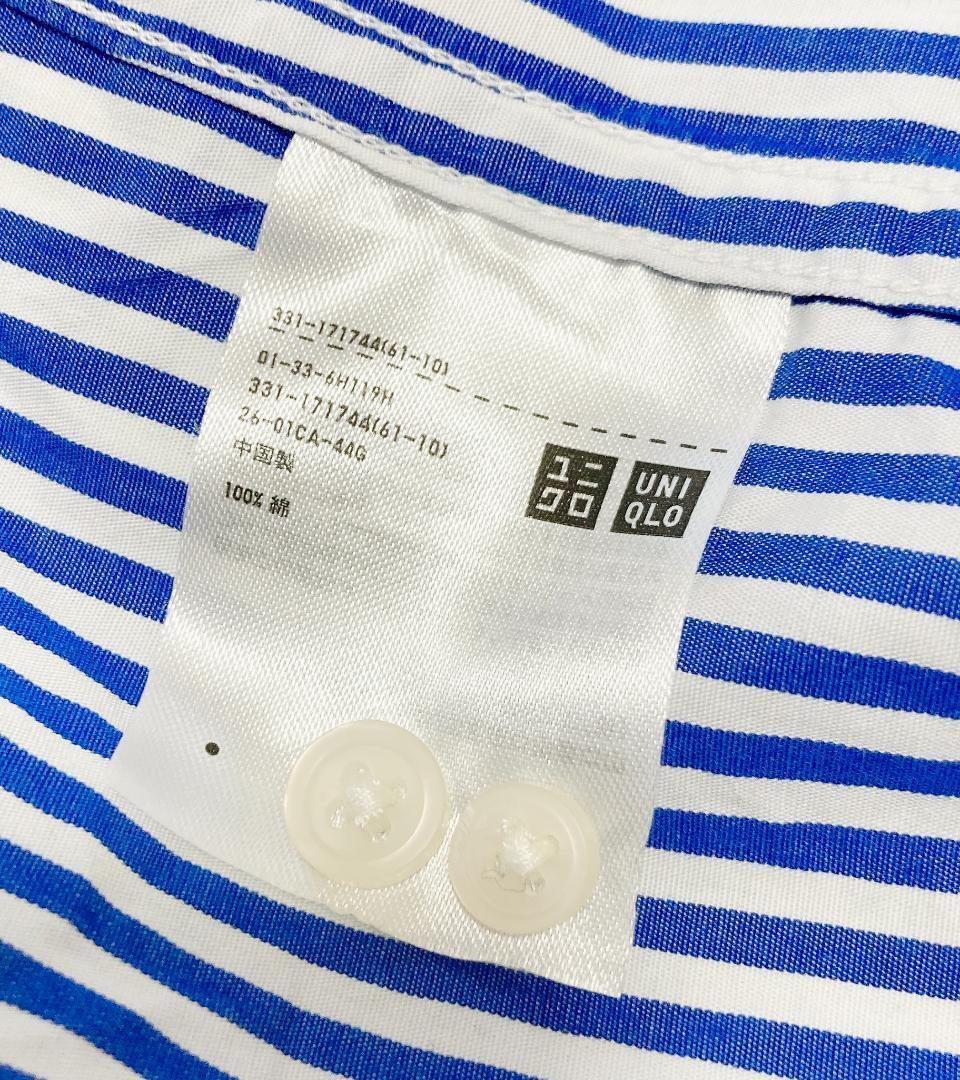 331-171744(61-10)
01-33-6H119H
331-171744(61-10)
26-01CA-44G
中国製
100% 綿
ユニ
クロ
UNI
QLO